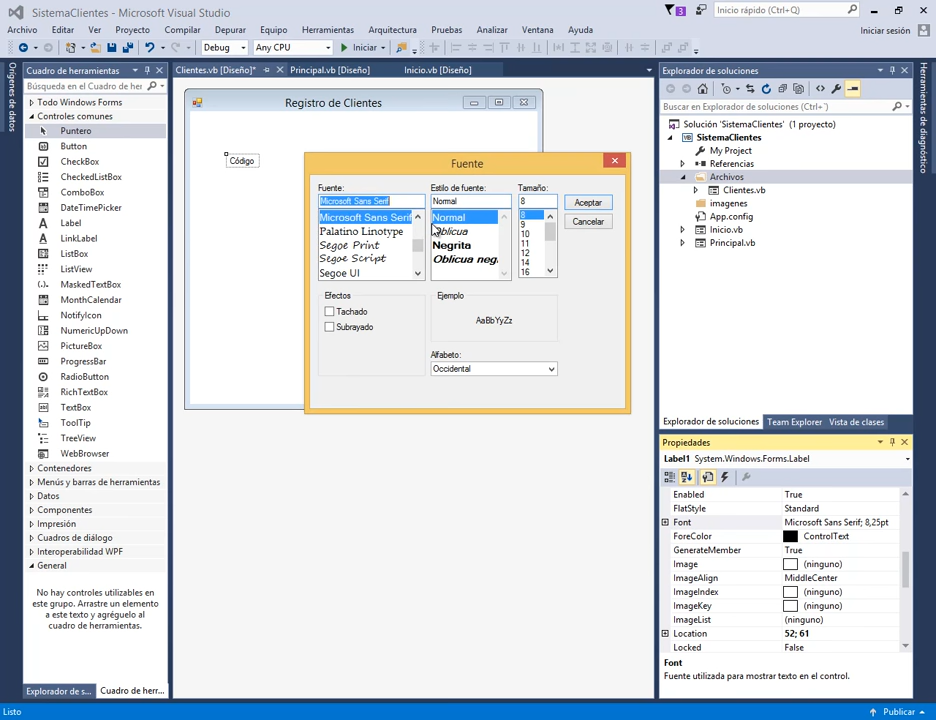 SistemaClientes - Microsoft Visual Studio
3
Inicio rápido (Ctrl+Q)
Archivo Editar Ver Proyecto Compilar Depurar Equipo Herramientas Arquitectura Pruebas Analizar Ventana Ayuda
Iniciar sesión
Debug Any CPU Iniciar
Orígenes de datos
Cuadro de herramientas
Búsqueda en el Cuadro de her
Todo Windows Forms
Controles comunes
Puntero
Button
CheckBox
CheckedListBox
ComboBox
DateTimePicker
Label
LinkLabel
ListBox
ListView
MaskedTextBox
MonthCalendar
NotifyIcon
NumericUpDown
PictureBox
ProgressBar
RadioButton
RichTextBox
TextBox
ToolTip
TreeView
WebBrowser
Contenedores
Menús y barras de herramientas
Datos
Componentes
Impresión
Cuadros de diálogo
Interoperabilidad WPF
General
No hay controles utilizables en
este grupo. Arrastre un elemento
a este texto y agréguelo al
cuadro de herramientas.
Explorador de s... Cuadro de herr...
Clientes.vb [Diseño]* Principal.vb [Diseño] Inicio.vb [Diseño]
Registro de Clientes
Código
Fuente
Fuente: Estilo de fuente: Tamaño:
Microsoft Sans Serif Normal 8
Aceptar
Cancelar
Microsoft Sans Serif
Palatino Linotype
Segoe Print
Segoe Script
Segoe UI
Normal
Oblicua
Negrita
Oblicua neg
8
9
10
11
12
14
16
Efectos
Tachado
Subrayado
Ejemplo
AaBbYyZz
Alfabeto:
Occidental
Explorador de soluciones
Buscar en Explorador de soluciones (Ctrl+')
Solución 'SistemaClientes' (1 proyecto)
SistemaClientes
My Project
Referencias
Archivos
Clientes.vb
imagenes
App.config
Inicio.vb
Principal.vb
Explorador de soluciones Team Explorer Vista de clases
Propiedades
Label1 System.Windows.Forms.Label
Enabled True
FlatStyle Standard
Font Microsoft Sans Serif; 8,25pt
ForeColor ControlText
GenerateMember True
Image (ninguno)
ImageAlign MiddleCenter
ImageIndex (ninguno)
ImageKey (ninguno)
ImageList (ninguno)
Location 52; 61
Locked False
Font
Fuente utilizada para mostrar texto en el control.
Herramientas de diagnóstico
Listo
Publicar